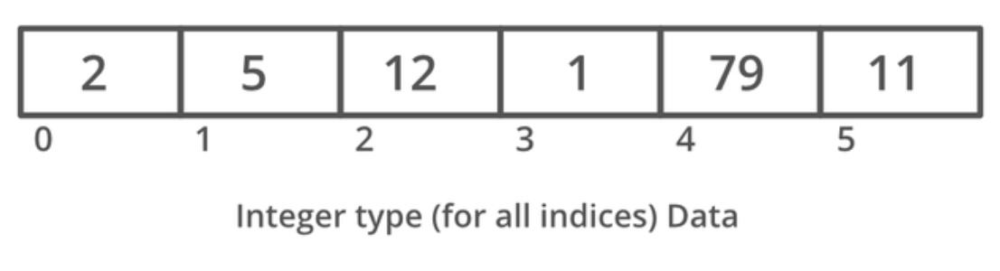 2 5 12 1 79 11
0 1 2 3 4 5
Integer type (for all indices) Data